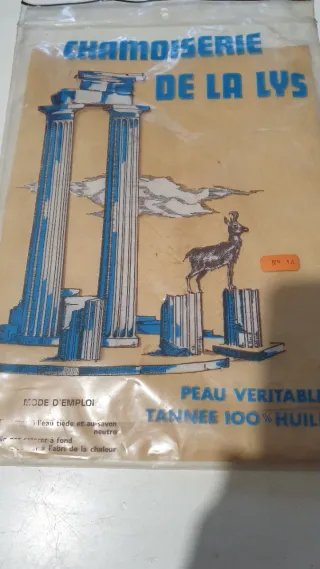 CHAMOISERIE
DE LA LYS
PEAU VERITABL
TANNEE 100% HUIL
MODE D'EMPLOI
l'eau tiède et au savon
neutre
a fond
à l'abri de la chaleur